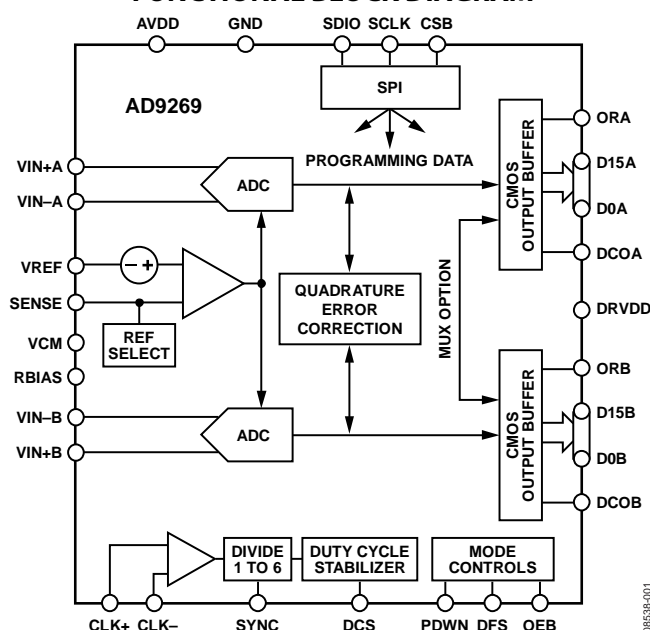 FUNCTIONAL BLOCK DIAGRAM
AVDD GND SDIO SCLK CSB
SPI
AD9269
PROGRAMMING DATA
VIN+A
VIN–A
ADC
CMOS
OUTPUT BUFFER
ORA
D15A
D0A
DCOA
VREF
– +
SENSE
REF
SELECT
QUADRATURE
ERROR
CORRECTION
MUX OPTION
DRVDD
VCM
RBIAS
VIN–B
VIN+B
ADC
CMOS
OUTPUT BUFFER
ORB
D15B
D0B
DCOB
DIVIDE
1 TO 6
DUTY CYCLE
STABILIZER
MODE
CONTROLS
CLK+ CLK– SYNC DCS PDWN DFS OEB
08538-001